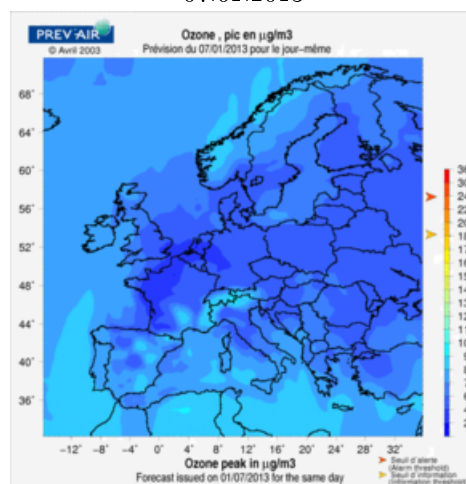 PREV'AIR
© Avril 2003
Ozone , pic en µg/m3
Prévision du 07/01/2013 pour le jour-même
68°
64°
60°
56°
52°
48°
44°
40°
36°
-12° -8° -4° 0° 4° 8° 12° 16° 20° 24° 28° 32°
Ozone peak in µg/m3
Forecast issued on 01/07/2013 for the same day
Seuil d'alerte
(Alarm threshold)
Seuil d'information
(Information threshold)